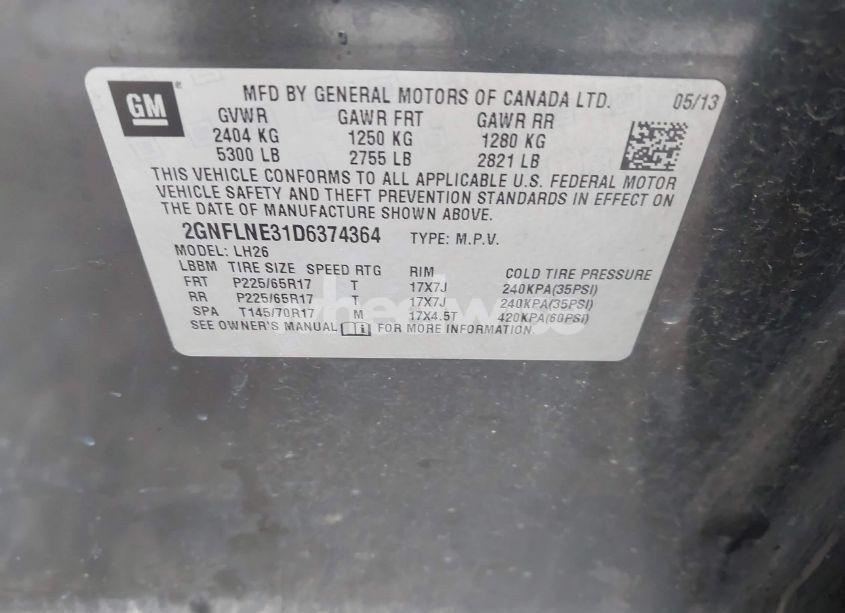 GM
MFD BY GENERAL MOTORS OF CANADA LTD. 05/13
GVWR GAWR FRT GAWR RR
2404 KG 1250 KG 1280 KG
5300 LB 2755 LB 2821 LB
THIS VEHICLE CONFORMS TO ALL APPLICABLE U.S. FEDERAL MOTOR
VEHICLE SAFETY AND THEFT PREVENTION STANDARDS IN EFFECT ON
THE DATE OF MANUFACTURE SHOWN ABOVE.
2GNFLNE31D6374364 TYPE: M.P.V.
MODEL: LH26
LBBM TIRE SIZE SPEED RTG RIM COLD TIRE PRESSURE
FRT P225/65R17 T 17X7J 240KPA(35PSI)
RR P225/65R17 T 17X7J 240KPA(35PSI)
SPA T145/70R17 M 17X4.5T 420KPA(60PSI)
SEE OWNER'S MANUAL FOR MORE INFORMATION.